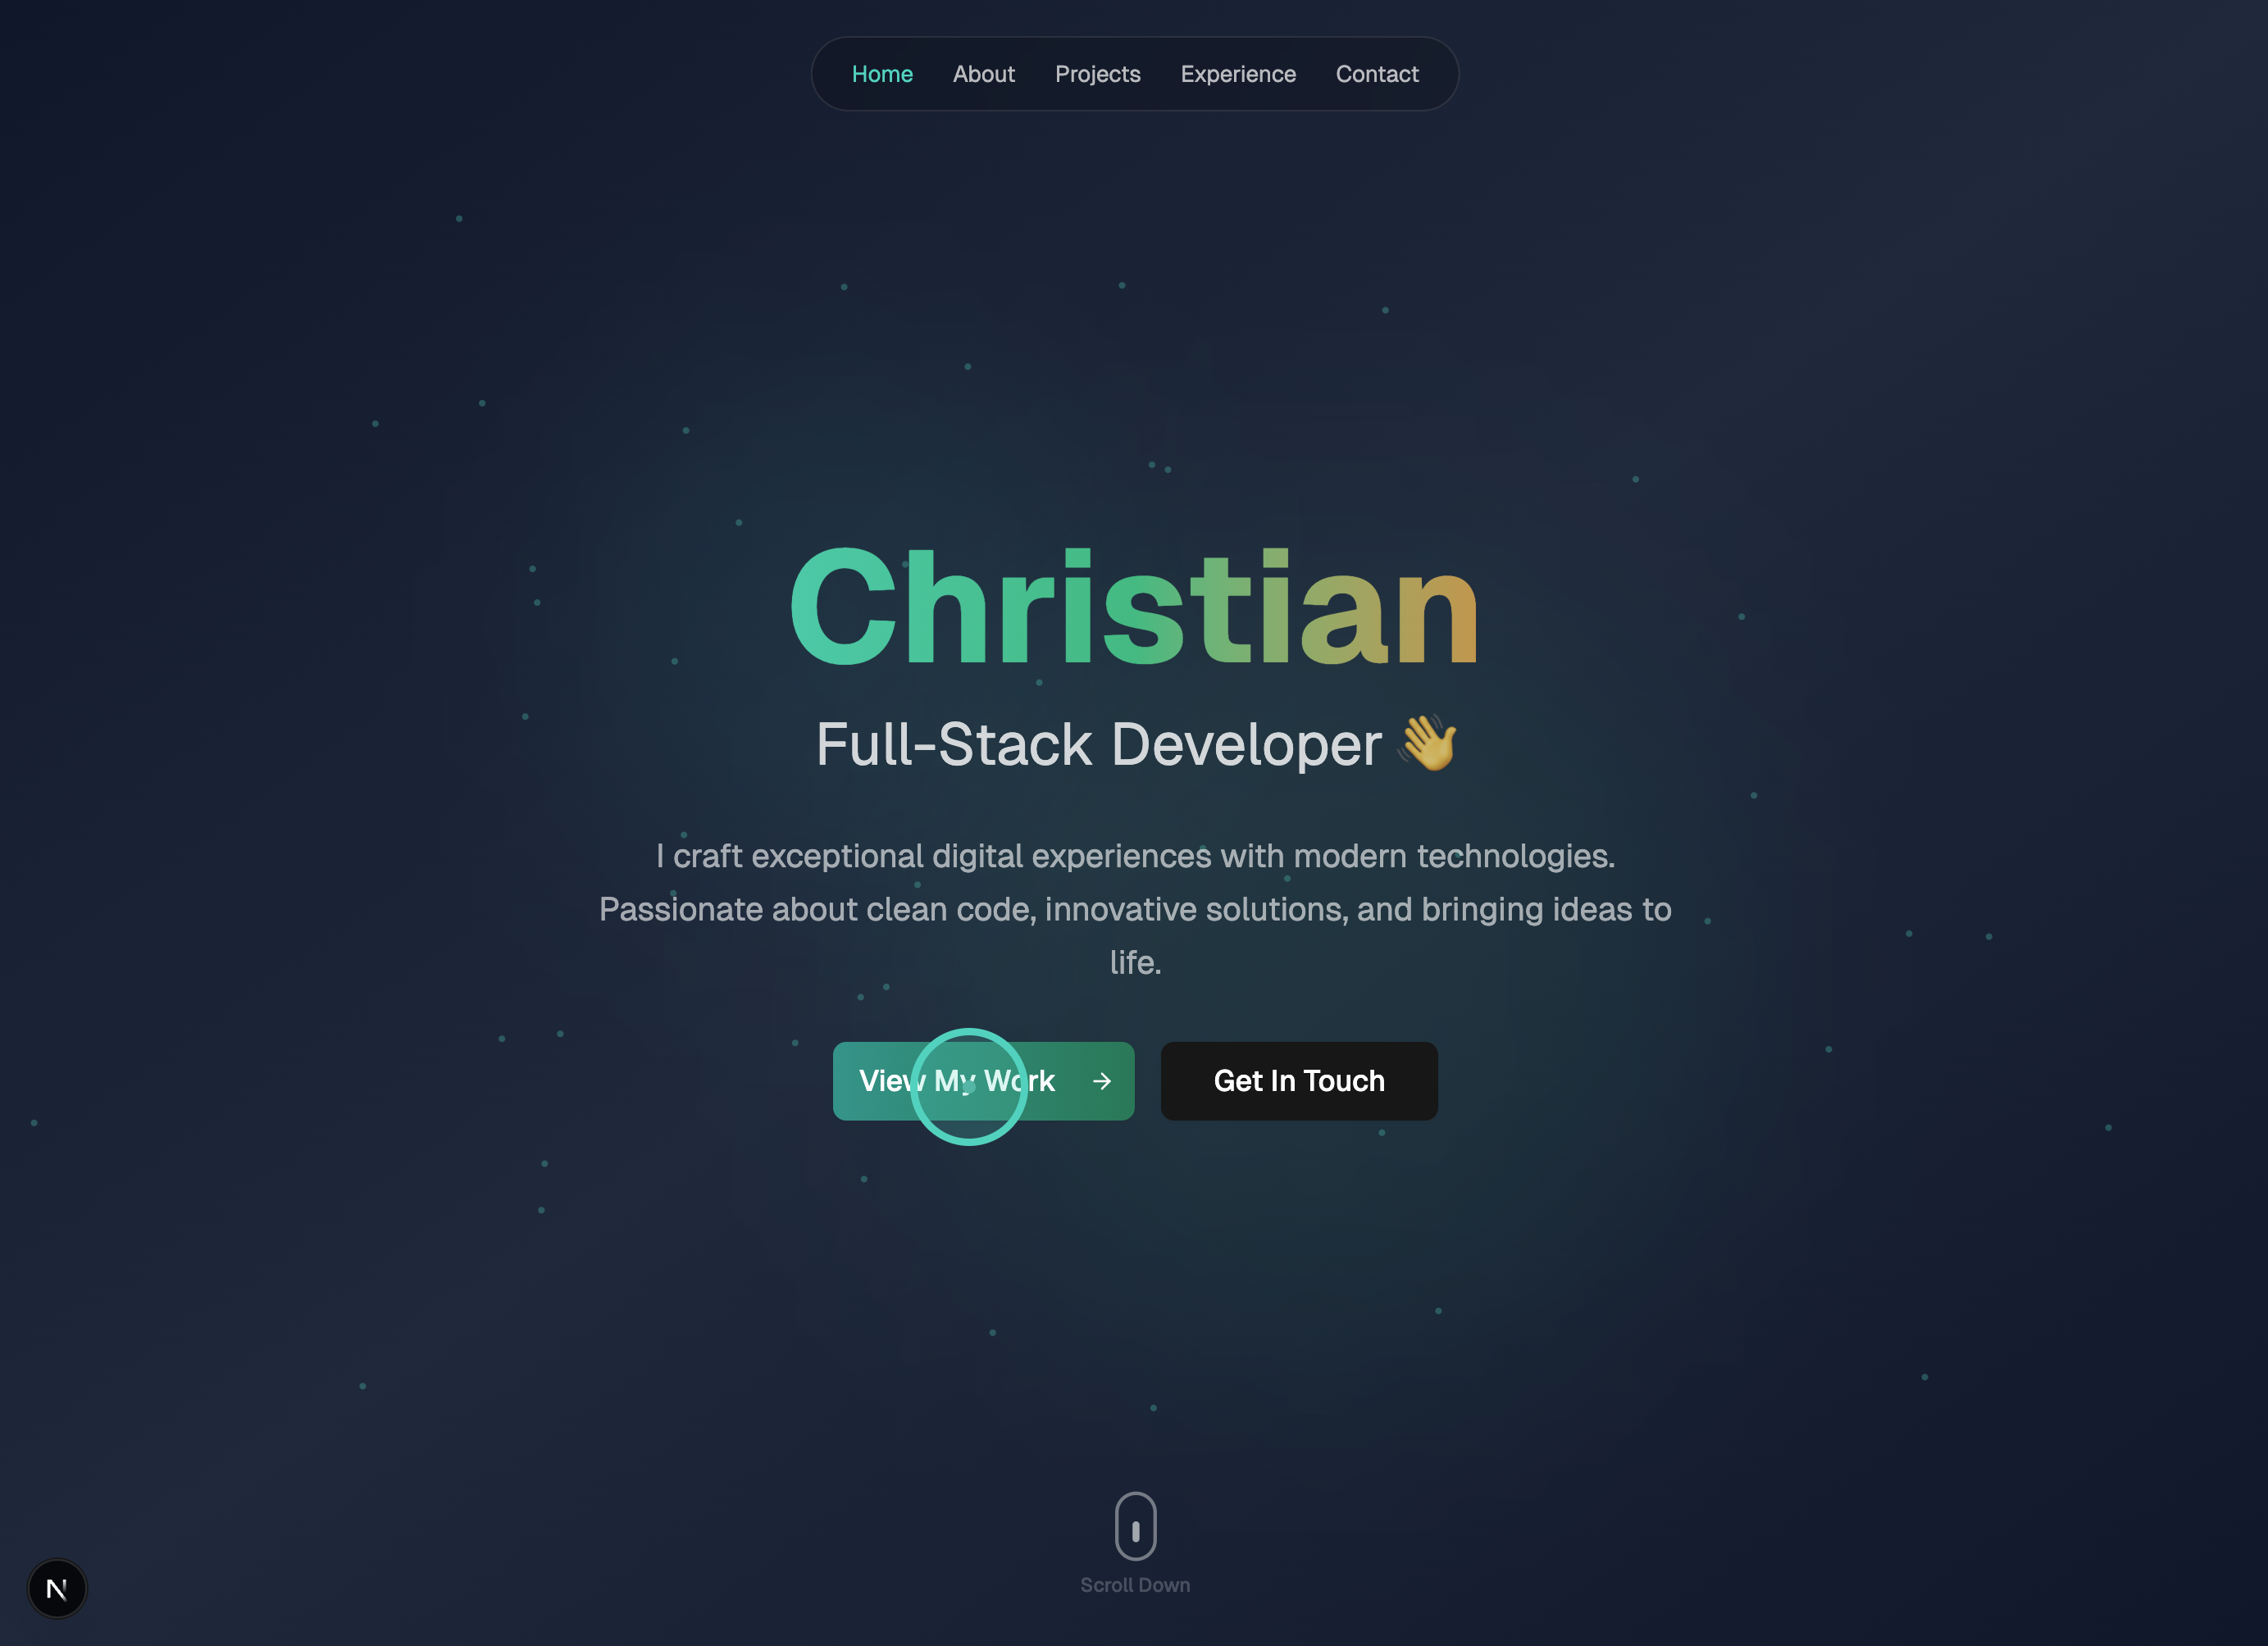 Home About Projects Experience Contact
Christian
Full-Stack Developer 👋
I craft exceptional digital experiences with modern technologies.
Passionate about clean code, innovative solutions, and bringing ideas to
life.
View My Work → Get In Touch
Scroll Down
N